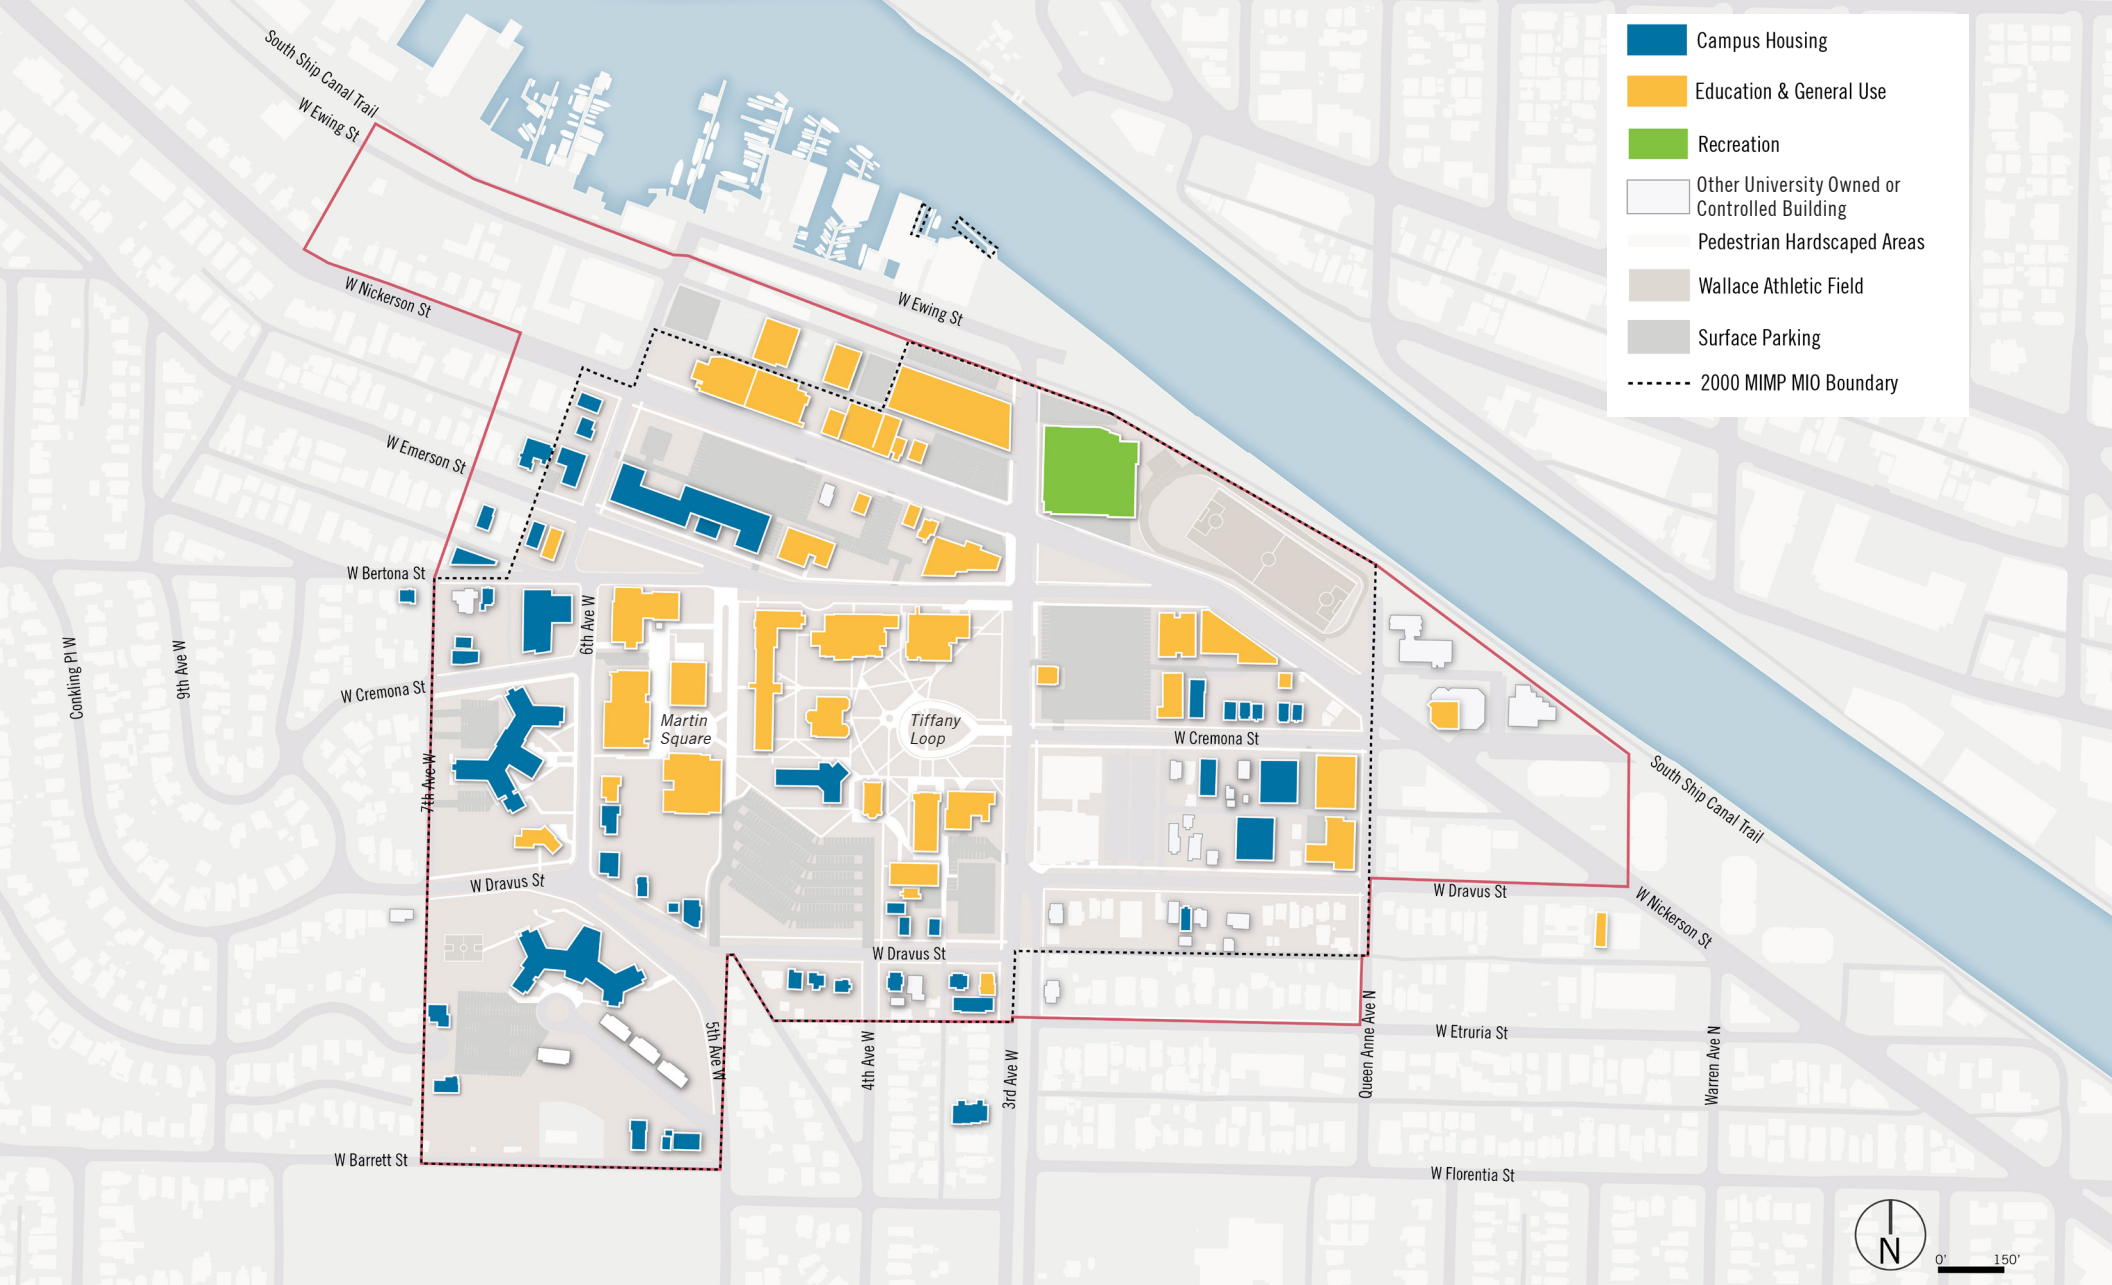 Campus Housing
Education & General Use
Recreation
Other University Owned or
Controlled Building
Pedestrian Hardscaped Areas
Wallace Athletic Field
Surface Parking
2000 MIMP MIO Boundary
South Ship Canal Trail
W Ewing St
W Nickerson St
W Ewing St
W Emerson St
W Bertona St
6th Ave W
Conkling Pl W
9th Ave W
W Cremona St
Martin
Square
Tiffany
Loop
W Cremona St
7th Ave W
South Ship Canal Trail
W Dravus St
W Dravus St
W Nickerson St
W Dravus St
5th Ave W
4th Ave W
3rd Ave W
Queen Anne Ave N
W Etruria St
Warren Ave N
W Barrett St
W Florentia St
N
0' 150'